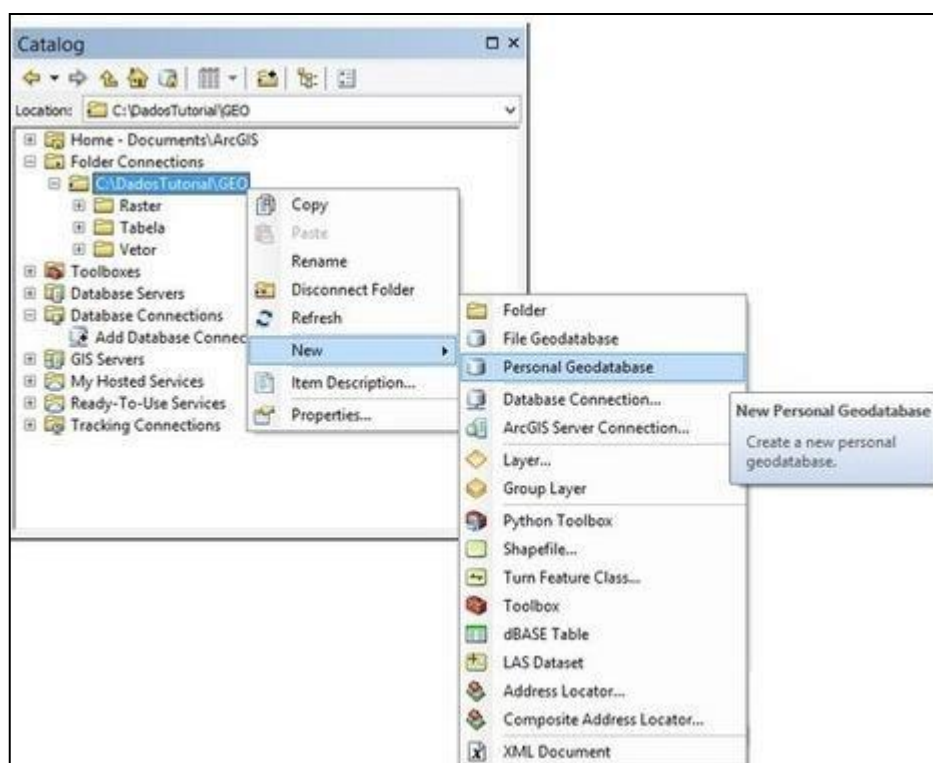 Catalog
Location: C:\DadosTutorial\GEO
Home - Documents\ArcGIS
Folder Connections
C:\DadosTutorial\GEO
Raster
Tabela
Vetor
Toolboxes
Database Servers
Database Connections
Add Database Connec
GIS Servers
My Hosted Services
Ready-To-Use Services
Tracking Connections
Copy
Paste
Rename
Disconnect Folder
Refresh
New
Item Description...
Properties...
Folder
File Geodatabase
Personal Geodatabase
Database Connection...
ArcGIS Server Connection...
Layer...
Group Layer
Python Toolbox
Shapefile...
Turn Feature Class...
Toolbox
dBASE Table
LAS Dataset
Address Locator...
Composite Address Locator...
XML Document
New Personal Geodatabase
Create a new personal
geodatabase.